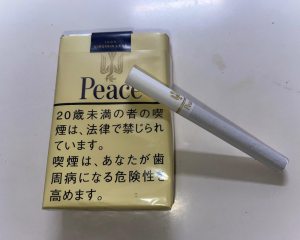 Peace
20歳未満の者の喫
煙は、法律で禁じられ
ています。
喫煙は、あなたが歯
周病になる危険性を
高めます。